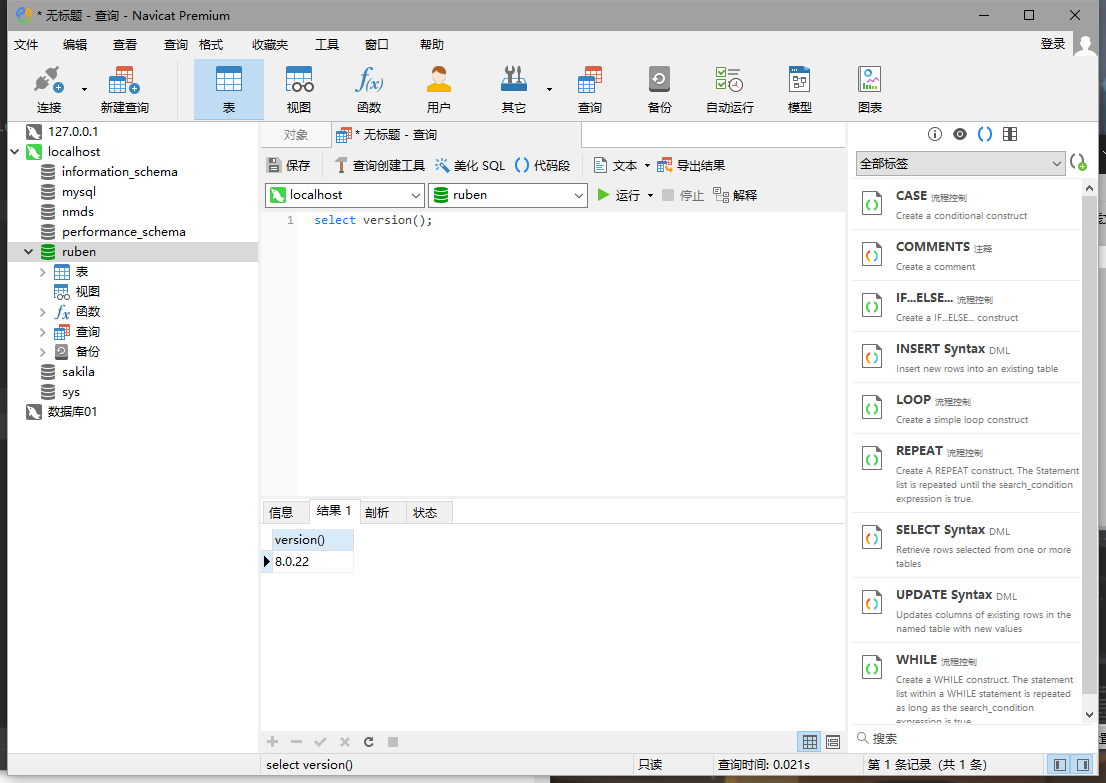 * 无标题 - 查询 - Navicat Premium
文件 编辑 查看 查询 格式 收藏夹 工具 窗口 帮助 登录
连接 新建查询 表 视图 函数 用户 其它 查询 备份 自动运行 模型 图表
127.0.0.1
localhost
information_schema
mysql
nmds
performance_schema
ruben
表
视图
函数
查询
备份
sakila
sys
数据库01
对象 * 无标题 - 查询
保存 查询创建工具 美化 SQL 代码段 文本 导出结果
localhost ruben 运行 停止 解释
1 select version();
信息 结果 1 剖析 状态
version()
8.0.22
全部标签
CASE 流程控制
Create a conditional construct
COMMENTS 注释
Create a comment
IF...ELSE... 流程控制
Create a IF...ELSE... construct
INSERT Syntax DML
Insert new rows into an existing table
LOOP 流程控制
Create a simple loop construct
REPEAT 流程控制
Create A REPEAT construct. The Statement
list is repeated until the search_condition
expression is true.
SELECT Syntax DML
Retrieve rows selected from one or more
tables
UPDATE Syntax DML
Updates columns of existing rows in the
named table with new values
WHILE 流程控制
Create a WHILE construct. The statement
list within a WHILE statement is repeated
as long as the search_condition
expression is true
搜索
select version() 只读 查询时间: 0.021s 第 1 条记录 (共 1 条)